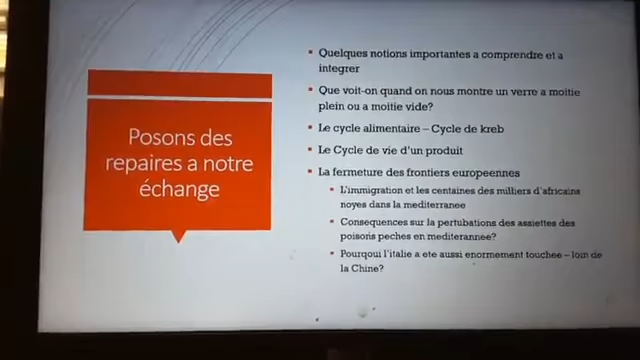 Posons des
repaires a notre
échange
Quelques notions importantes a comprendre et a
integrer
Que voit-on quand on nous montre un verre a moitie
plein ou a moitie vide?
Le cycle alimentaire – Cycle de kreb
Le Cycle de vie d'un produit
La fermeture des frontiers europeennes
L'immigration et les centaines des milliers d'africains
noyes dans la mediterranee
Consequences sur la pertubations des assiettes des
poisons peches en mediterannee?
Pourqoui l'italie a ete aussi enormement touchee – loin de
la Chine?